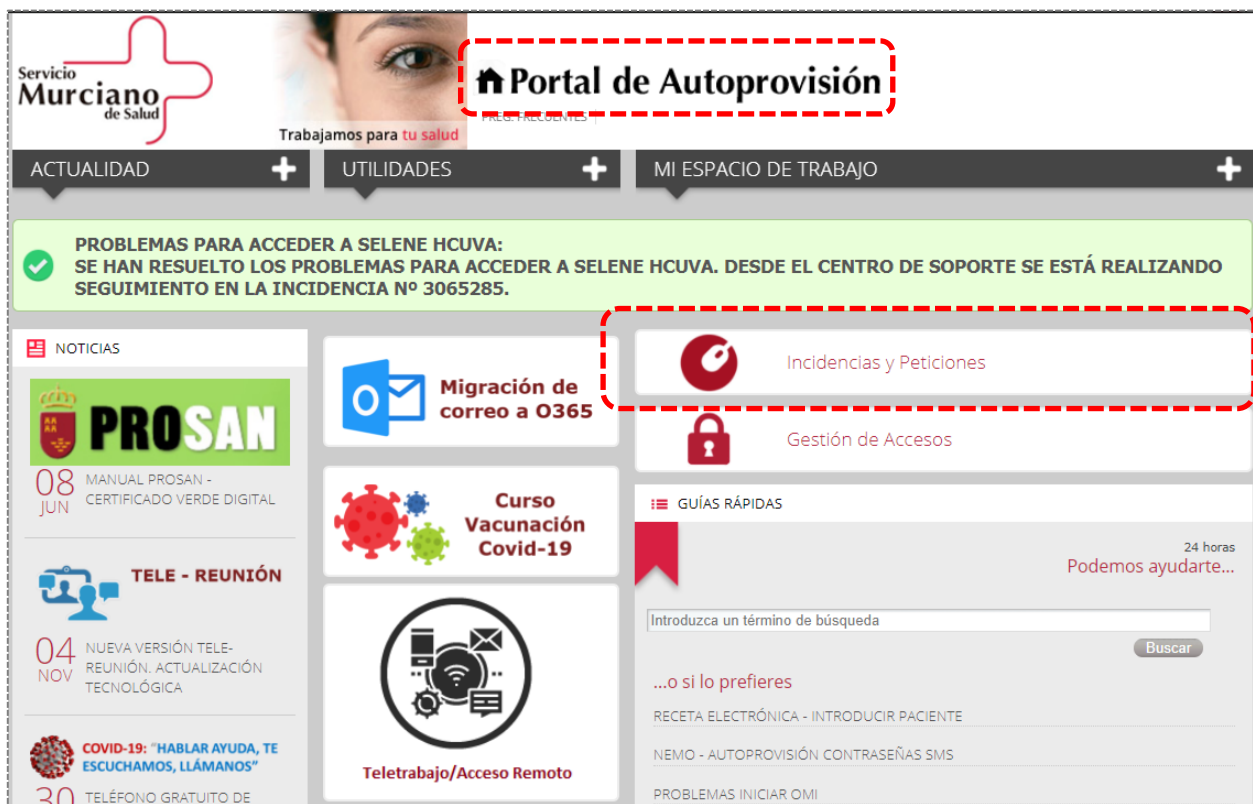 Servicio
Murciano
de Salud
Trabajamos para tu salud
Portal de Autoprovisión
PREG. FRECUENTES
ACTUALIDAD
UTILIDADES
MI ESPACIO DE TRABAJO
PROBLEMAS PARA ACCEDER A SELENE HCUVA:
SE HAN RESUELTO LOS PROBLEMAS PARA ACCEDER A SELENE HCUVA. DESDE EL CENTRO DE SOPORTE SE ESTÁ REALIZANDO
SEGUIMIENTO EN LA INCIDENCIA Nº 3065285.
NOTICIAS
PROSAN
08
JUN
MANUAL PROSAN -
CERTIFICADO VERDE DIGITAL
TELE - REUNIÓN
04
NOV
NUEVA VERSIÓN TELE-
REUNIÓN. ACTUALIZACIÓN
TECNOLÓGICA
COVID-19: "HABLAR AYUDA, TE
ESCUCHAMOS, LLÁMANOS"
30
TELÉFONO GRATUITO DE
Migración de
correo a O365
Curso
Vacunación
Covid-19
Teletrabajo/Acceso Remoto
Incidencias y Peticiones
Gestión de Accesos
GUÍAS RÁPIDAS
24 horas
Podemos ayudarte...
Introduzca un término de búsqueda
Buscar
...o si lo prefieres
RECETA ELECTRÓNICA - INTRODUCIR PACIENTE
NEMO - AUTOPROVISIÓN CONTRASEÑAS SMS
PROBLEMAS INICIAR OMI